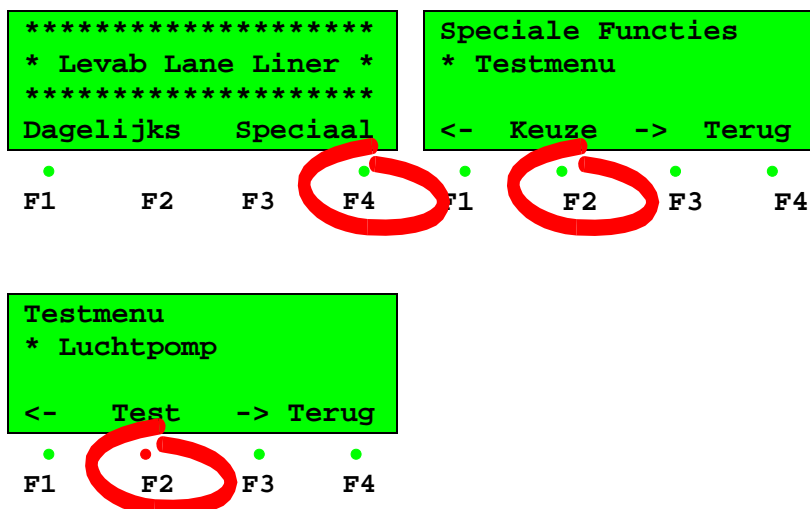 ********************
* Levab Lane Liner *
********************
Dagelijks Speciaal
F1 F2 F3 F4
Speciale Functies
* Testmenu
<- Keuze -> Terug
F1 F2 F3 F4
Testmenu
* Luchtpomp
<- Test -> Terug
F1 F2 F3 F4